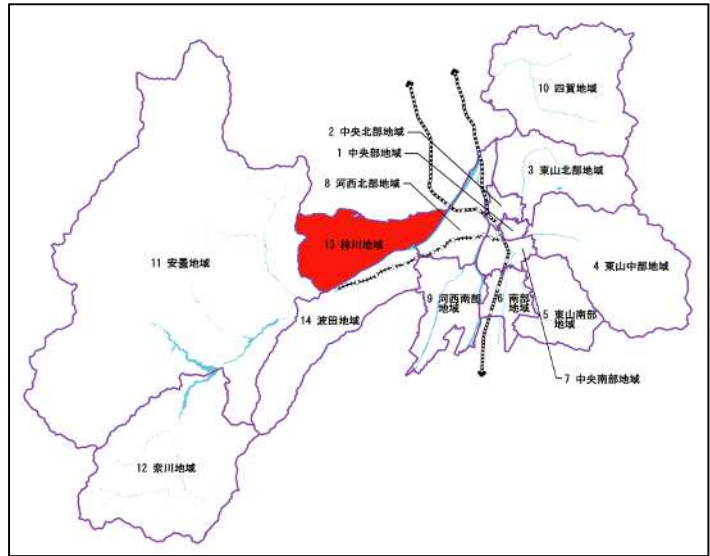 10 四賀地域
2 中央北部地域
1 中央部地域
3 東山北部地域
8 河西北部地域
13 梓川地域
11 安曇地域
4 東山中部地域
9 河西南部
地域
6 南部
地域
5 東山南部
地域
14 波田地域
7 中央南部地域
12 奈川地域